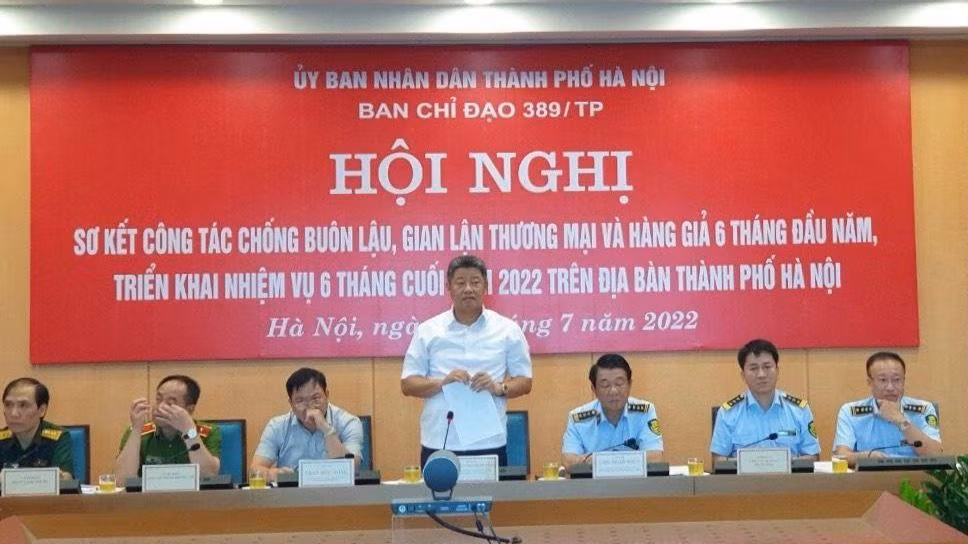 ỦY BAN NHÂN DÂN THÀNH PHỐ HÀ NỘI
BAN CHỈ ĐẠO 389/TP
HỘI NGHỊ
SƠ KẾT CÔNG TÁC CHỐNG BUÔN LẬU, GIAN LẬN THƯƠNG MẠI VÀ HÀNG GIẢ 6 THÁNG ĐẦU NĂM,
TRIỂN KHAI NHIỆM VỤ 6 THÁNG CUỐI 2022 TRÊN ĐỊA BÀN THÀNH PHỐ HÀ NỘI
Hà Nội, 7 năm 2022